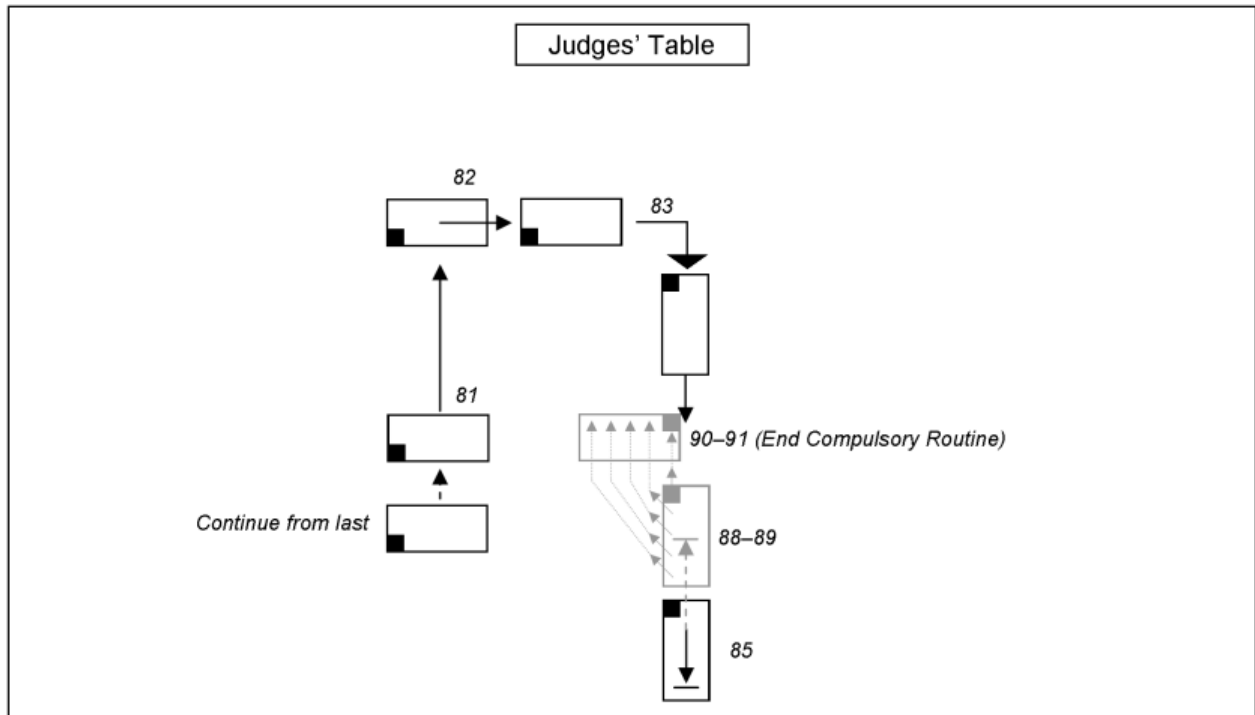 Judges’ Table
82
83
81
90–91 (End Compulsory Routine)
Continue from last
88–89
85